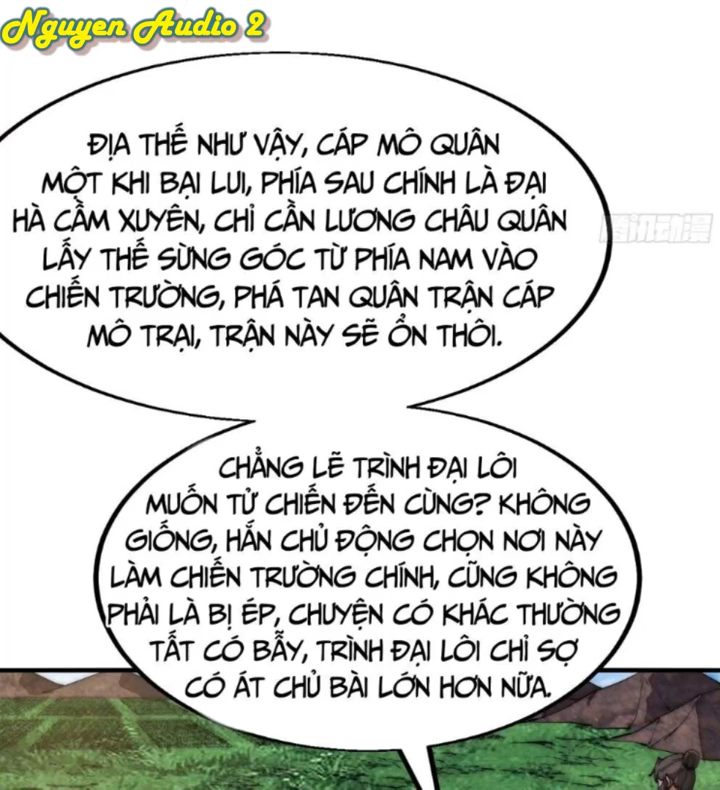 Nguyen Audio 2
ĐỊA THẾ NHƯ VẬY, CÁP MÔ QUÂN
MỘT KHI BẠI LUI, PHÍA SAU CHÍNH LÀ ĐẠI
HÀ CẦM XUYÊN, CHỈ CẦN LƯƠNG CHÂU QUÂN
LẤY THẾ SỪNG GÓC TỪ PHÍA NAM VÀO
CHIẾN TRƯỜNG, PHÁ TAN QUÂN TRẬN CÁP
MÔ TRẠI, TRẬN NÀY SẼ ỔN THÔI.
腾讯动漫
CHẲNG LẼ TRÌNH ĐẠI LÔI
MUỐN TỬ CHIẾN ĐẾN CÙNG? KHÔNG
GIỐNG, HẮN CHỦ ĐỘNG CHỌN NƠI NÀY
LÀM CHIẾN TRƯỜNG CHÍNH, CŨNG KHÔNG
PHẢI LÀ BỊ ÉP, CHUYỆN CÓ KHÁC THƯỜNG
TẤT CÓ BẪY, TRÌNH ĐẠI LÔI CHỈ SỢ
CÓ ÁT CHỦ BÀI LỚN HƠN NỮA.